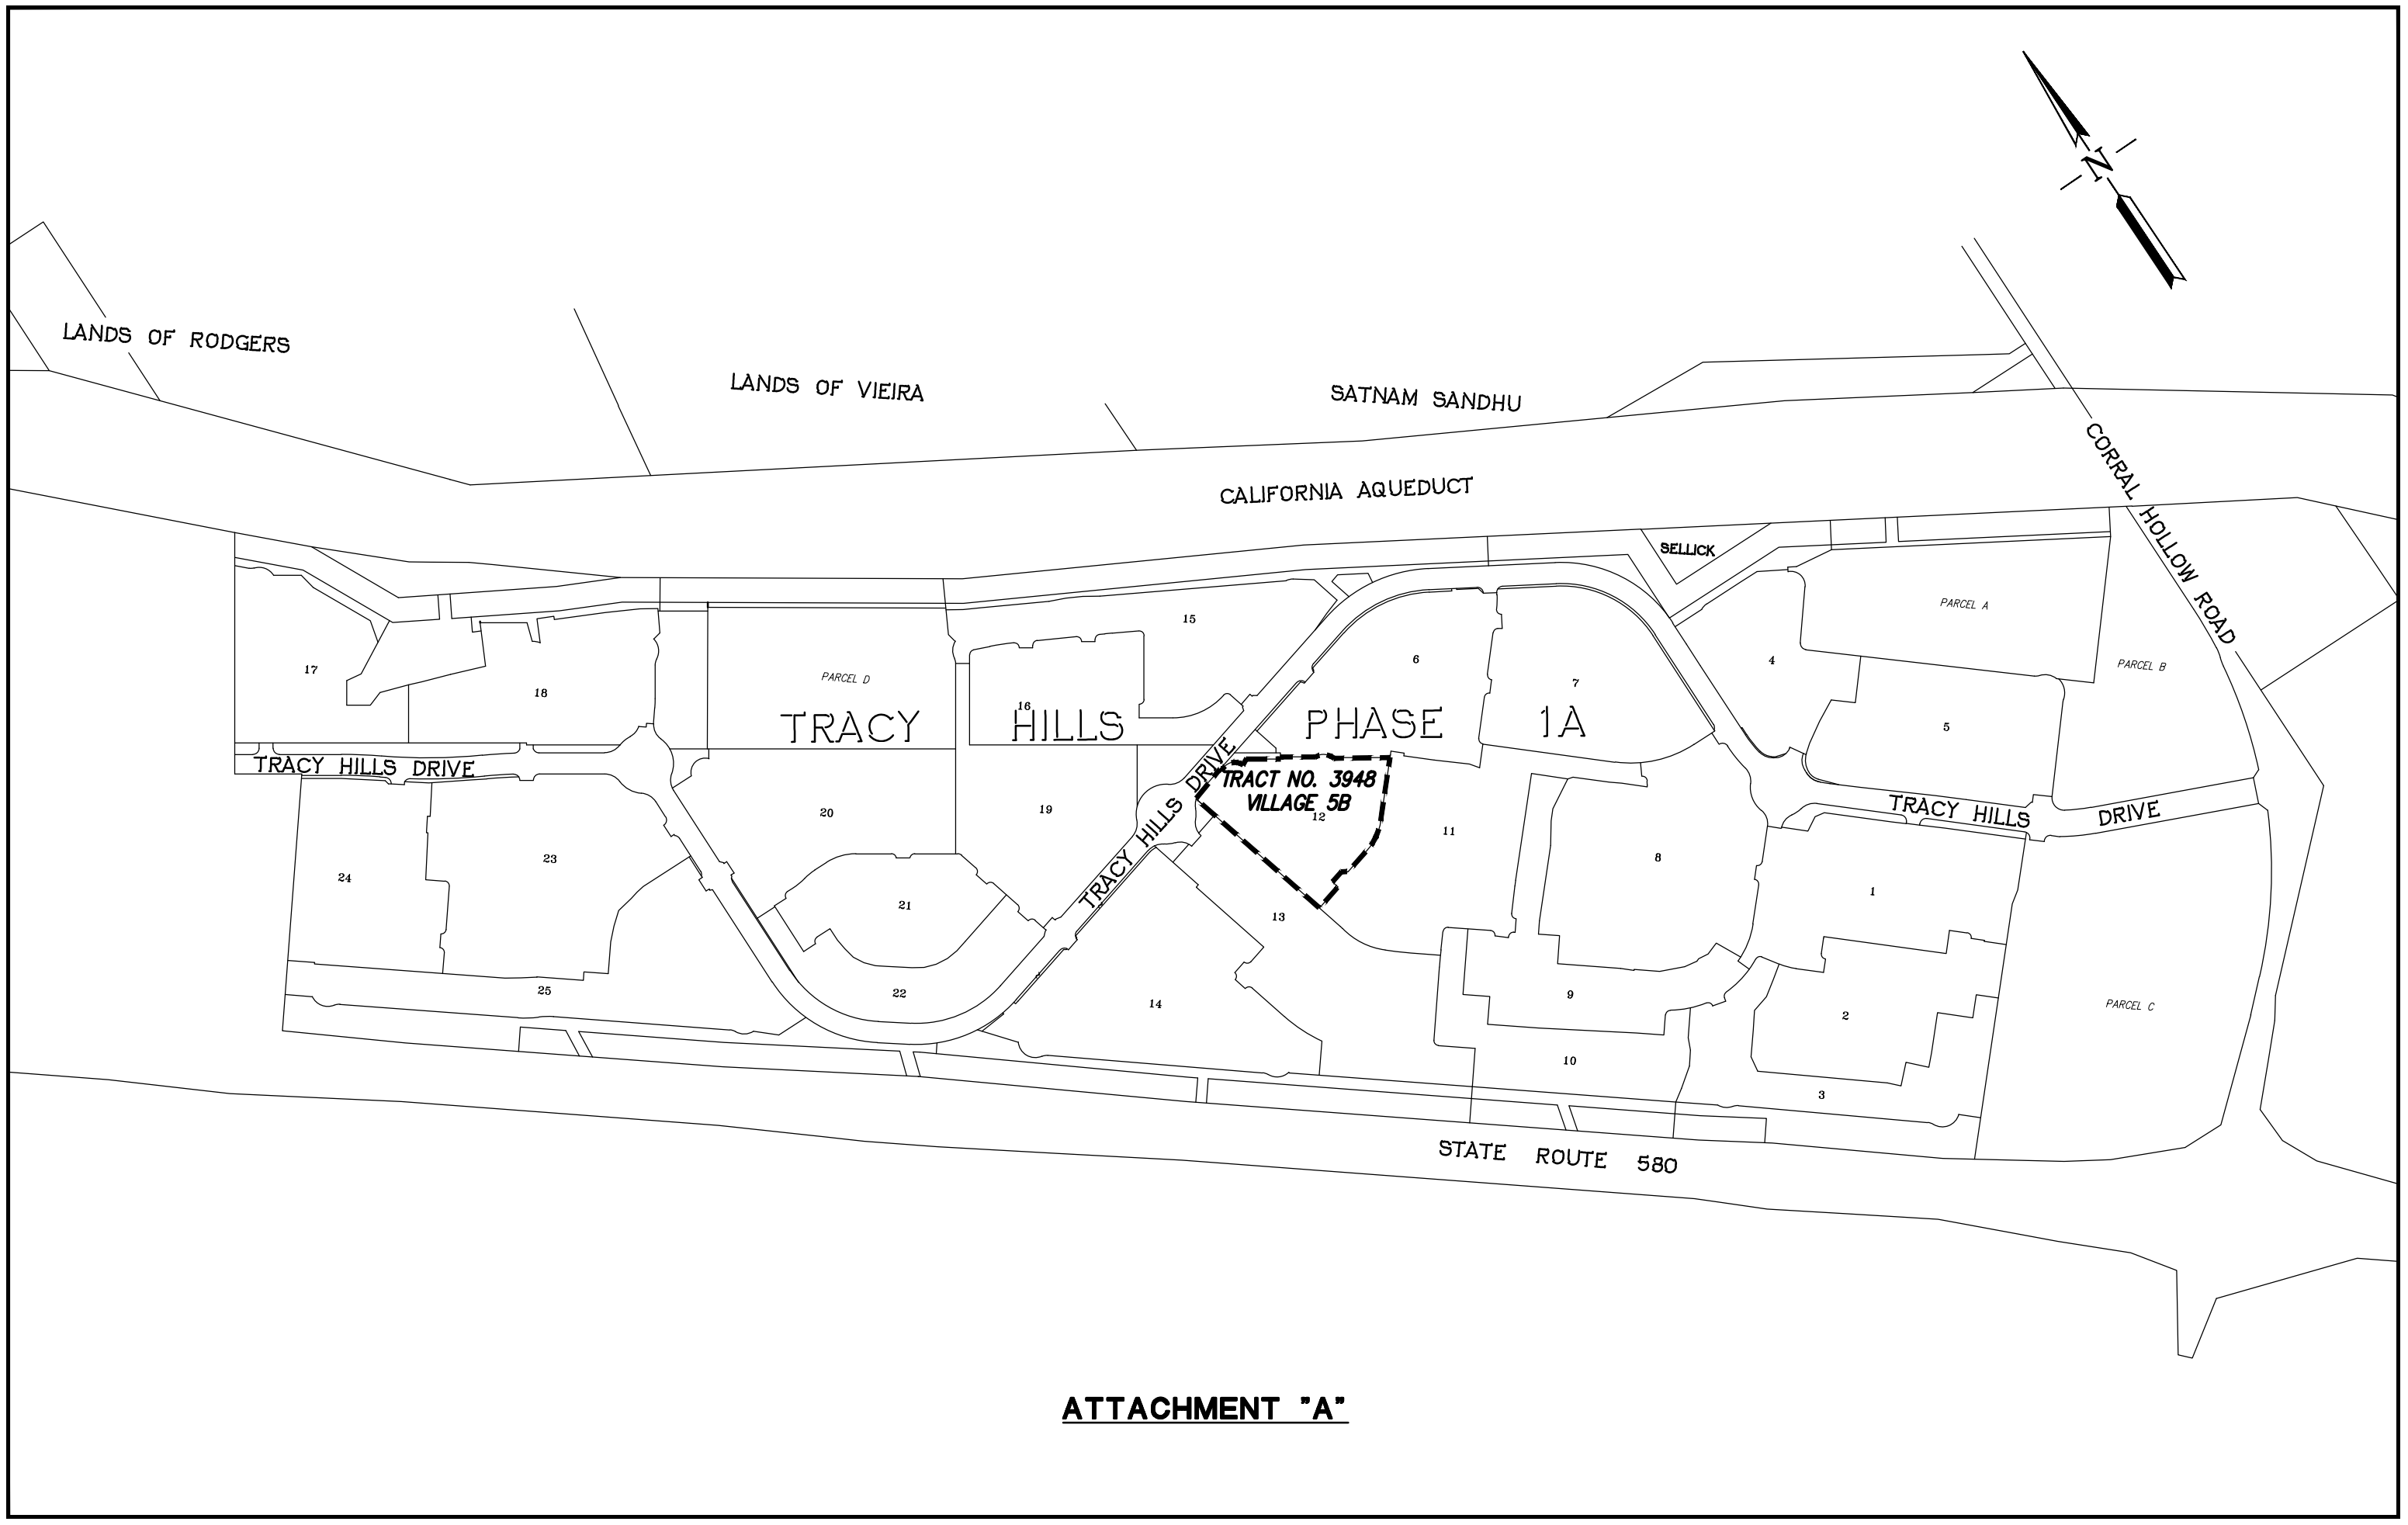 N
LANDS OF RODGERS
LANDS OF VIEIRA
SATNAM SANDHU
CORRAL HOLLOW ROAD
CALIFORNIA AQUEDUCT
SELLICK
PARCEL A
PARCEL B
15
17
18
PARCEL D
16
6
7
4
5
TRACY HILLS PHASE 1A
TRACY HILLS DRIVE
TRACY HILLS DRIVE
TRACT NO. 3948
VILLAGE 5B
12
TRACY HILLS DRIVE
20
19
11
24
23
21
8
1
13
25
22
14
9
2
PARCEL C
10
3
STATE ROUTE 580
ATTACHMENT "A"